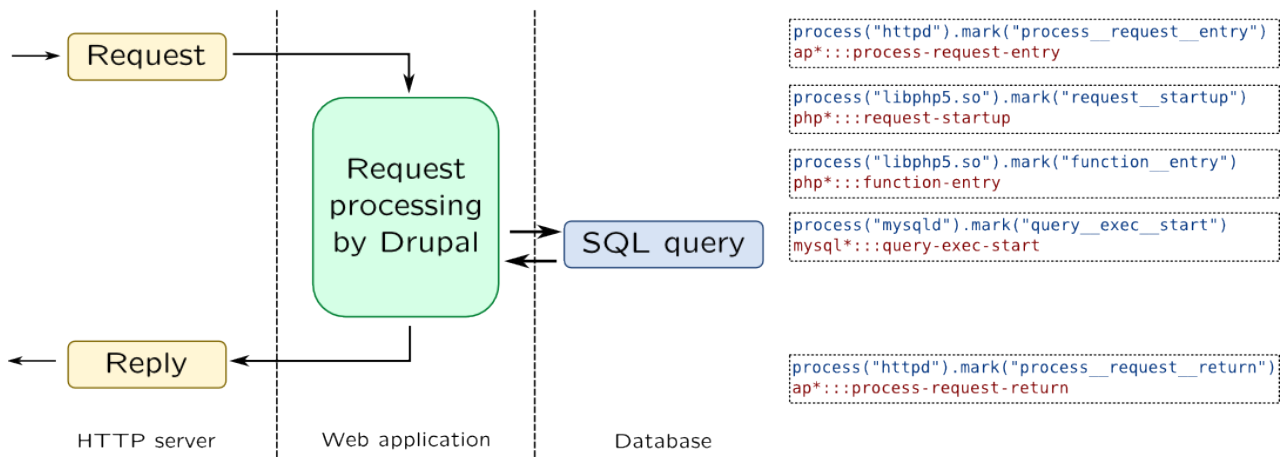 Request
Request
processing
by Drupal
SQL query
Reply
HTTP server
Web application
Database
process("httpd").mark("process__request__entry")
ap*:::process-request-entry
process("libphp5.so").mark("request__startup")
php*:::request-startup
process("libphp5.so").mark("function__entry")
php*:::function-entry
process("mysqld").mark("query__exec__start")
mysql*:::query-exec-start
process("httpd").mark("process__request__return")
ap*:::process-request-return